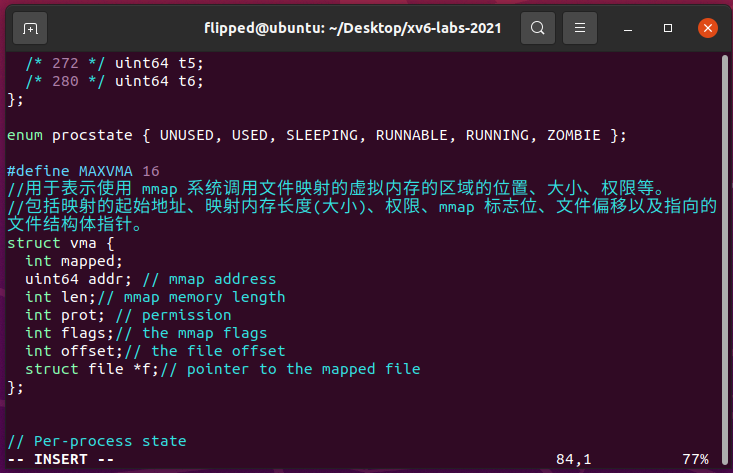 flipped@ubuntu: ~/Desktop/xv6-labs-2021
  /* 272 */ uint64 t5;
  /* 280 */ uint64 t6;
};

enum procstate { UNUSED, USED, SLEEPING, RUNNABLE, RUNNING, ZOMBIE };

#define MAXVMA 16
//用于表示使用 mmap 系统调用文件映射的虚拟内存的区域的位置、大小、权限等。
//包括映射的起始地址、映射内存长度(大小)、权限、mmap 标志位、文件偏移以及指向的
文件结构体指针。
struct vma {
  int mapped;
  uint64 addr; // mmap address
  int len;// mmap memory length
  int prot; // permission
  int flags;// the mmap flags
  int offset;// the file offset
  struct file *f;// pointer to the mapped file
};

// Per-process state
-- INSERT -- 84,1 77%